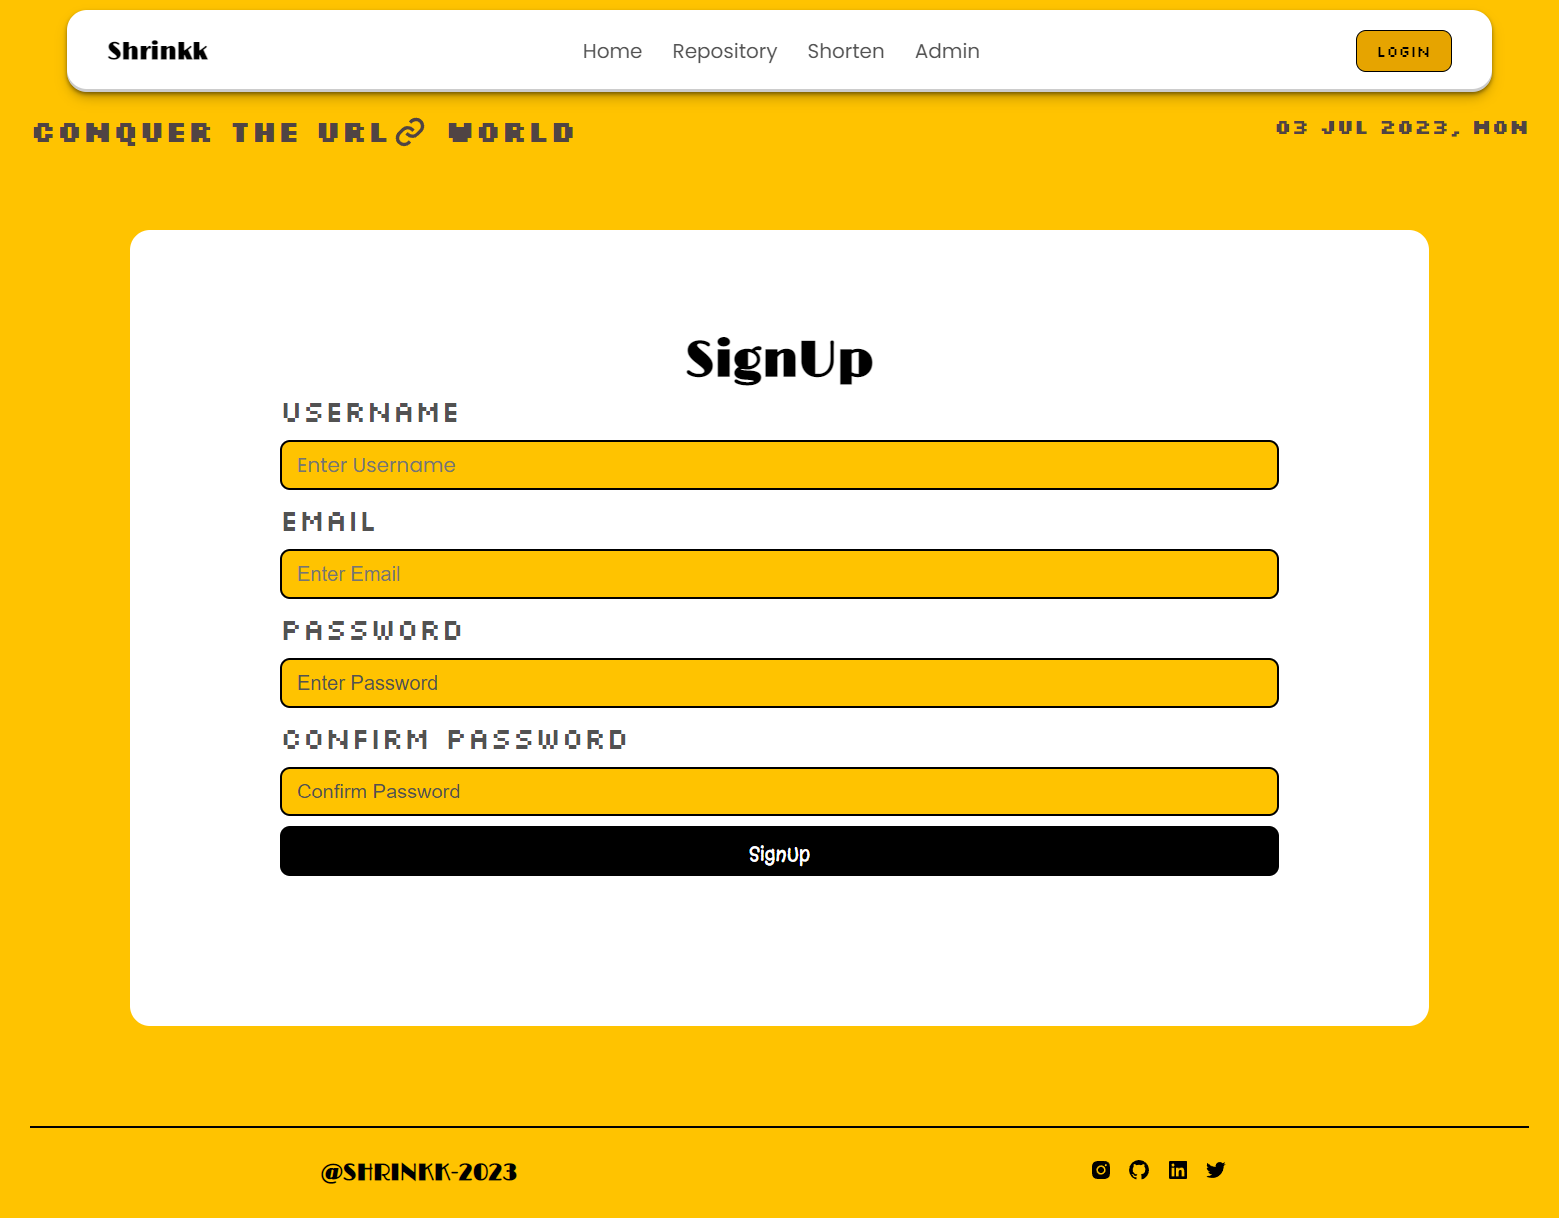 Shrinkk
Home Repository Shorten Admin
LOGIN
CONQUER THE URL WORLD
03 JUL 2023, MON
SignUp
USERNAME
Enter Username
EMAIL
Enter Email
PASSWORD
Enter Password
CONFIRM PASSWORD
Confirm Password
SignUp
@SHRINKK-2023